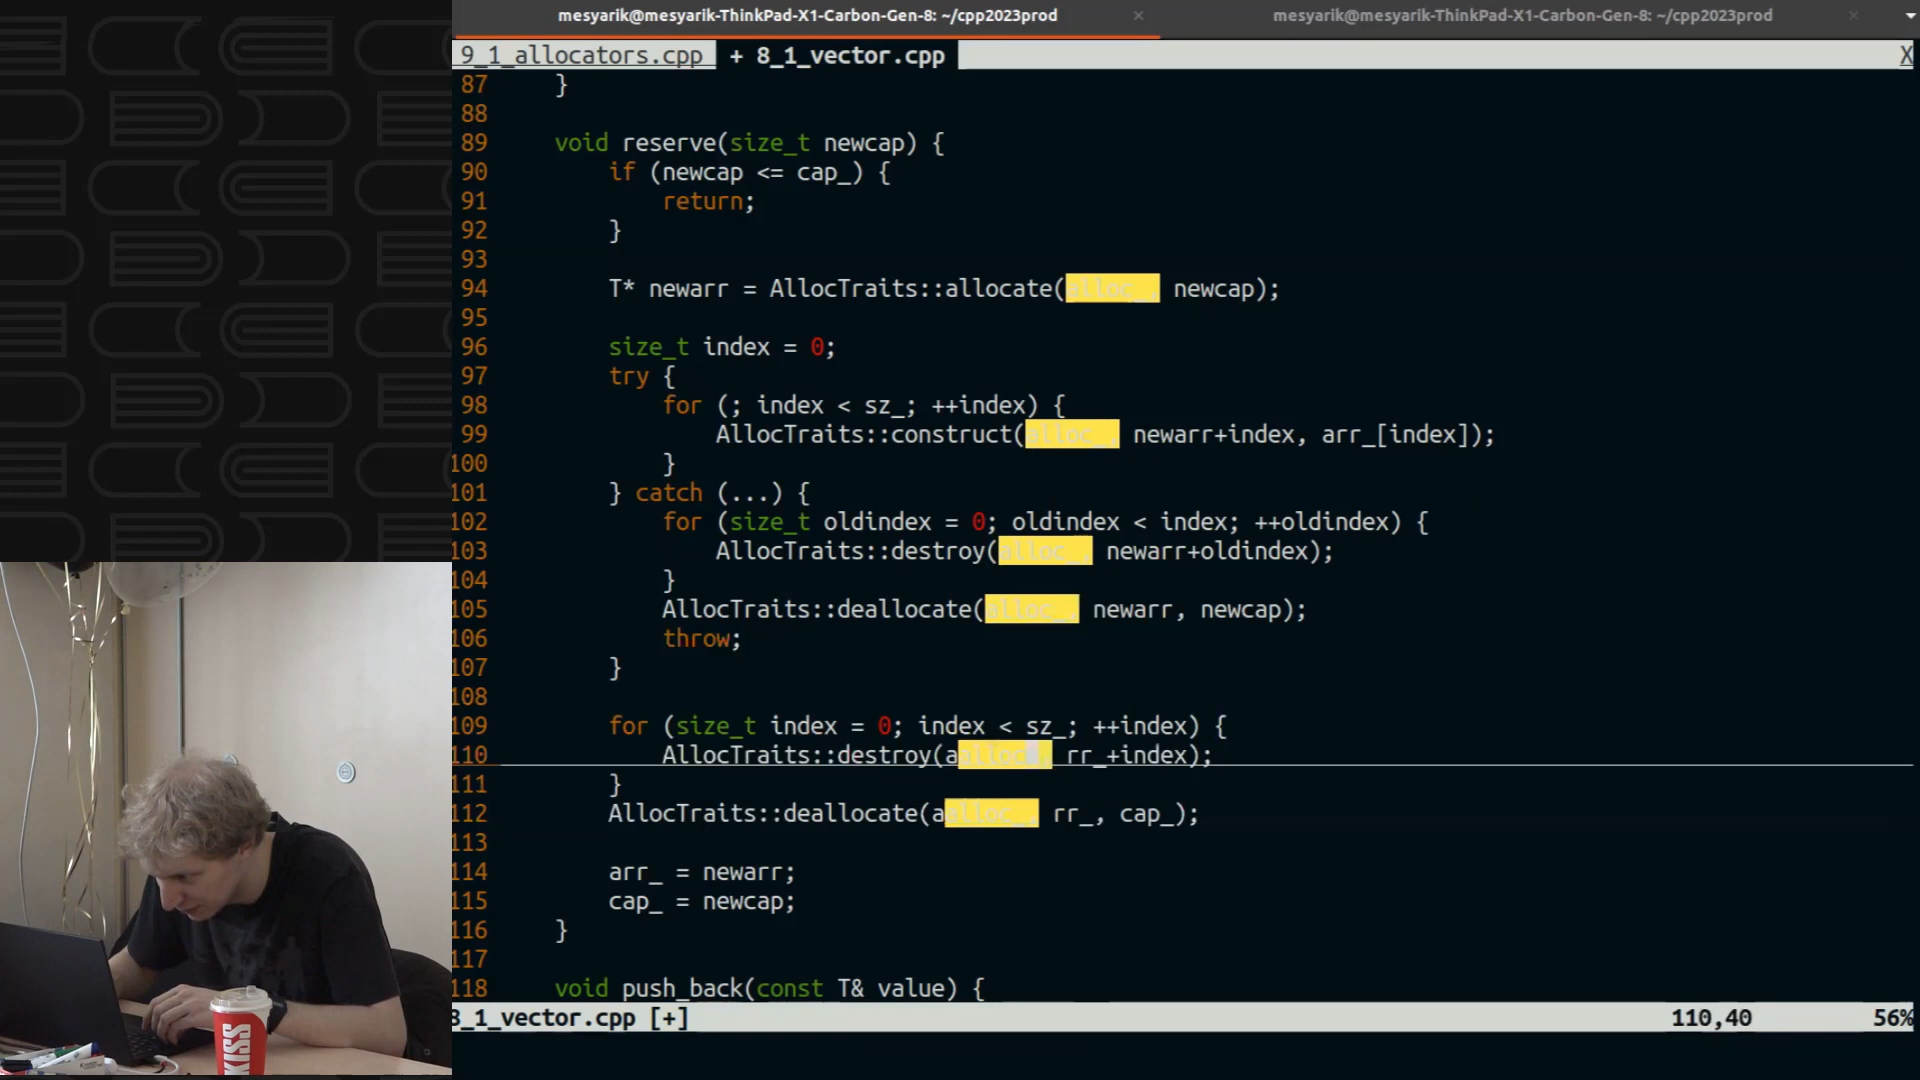 mesyarik@mesyarik-ThinkPad-X1-Carbon-Gen-8: ~/cpp2023prod × mesyarik@mesyarik-ThinkPad-X1-Carbon-Gen-8: ~/cpp2023prod ×
9_1_allocators.cpp + 8_1_vector.cpp X
87 }
88
89 void reserve(size_t newcap) {
90 if (newcap <= cap_) {
91 return;
92 }
93
94 T* newarr = AllocTraits::allocate(alloc_, newcap);
95
96 size_t index = 0;
97 try {
98 for (; index < sz_; ++index) {
99 AllocTraits::construct(alloc_, newarr+index, arr_[index]);
100 }
101 } catch (...) {
102 for (size_t oldindex = 0; oldindex < index; ++oldindex) {
103 AllocTraits::destroy(alloc_, newarr+oldindex);
104 }
105 AllocTraits::deallocate(alloc_, newarr, newcap);
106 throw;
107 }
108
109 for (size_t index = 0; index < sz_; ++index) {
110 AllocTraits::destroy(aalloc_, rr_+index);
111 }
112 AllocTraits::deallocate(aalloc_, rr_, cap_);
113
114 arr_ = newarr;
115 cap_ = newcap;
116 }
117
118 void push_back(const T& value) {
8_1_vector.cpp [+] 110,40 56%
KISS